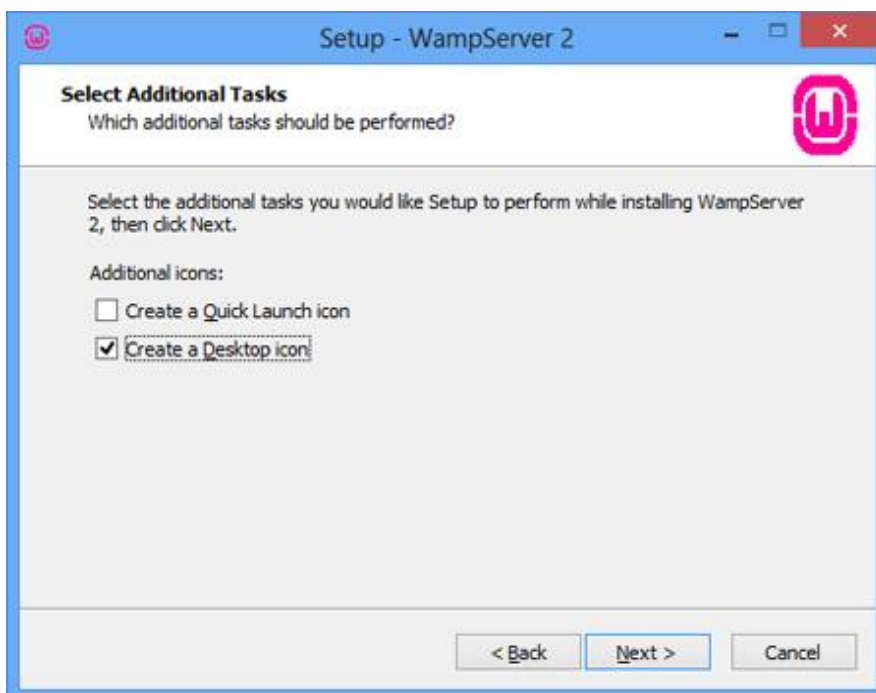 Setup - WampServer 2
Select Additional Tasks
Which additional tasks should be performed?
Select the additional tasks you would like Setup to perform while installing WampServer
2, then click Next.
Additional icons:
Create a Quick Launch icon
Create a Desktop icon
< Back Next > Cancel